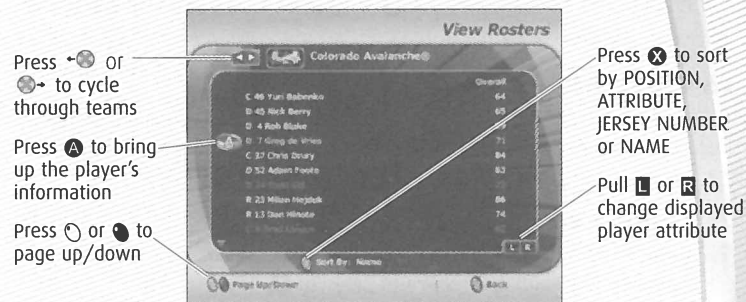 View Rosters
Colorado Avalanche®
Overall
C 46 Yuri Babenko 64
D 45 Rick Berry 65
D 4 Rob Blake
D 7 Greg de Vries 71
C 37 Chris Drury 84
D 52 Adam Foote 83
R 23 Milan Hejduk 86
R 13 Dan Hinote 74
L R
Sort By: Name
Page Up/Down
Back
Press or
to cycle
through teams
Press A to bring
up the player's
information
Press or to
page up/down
Press X to sort
by POSITION,
ATTRIBUTE,
JERSEY NUMBER
or NAME
Pull L or R to
change displayed
player attribute